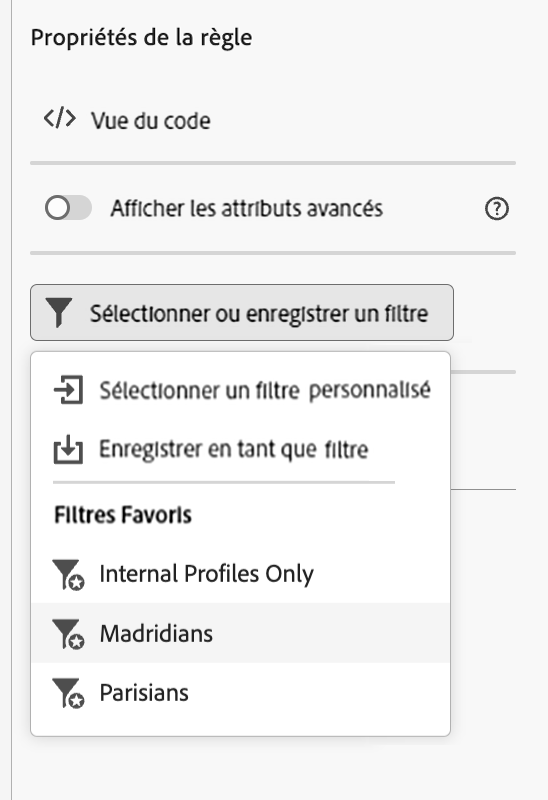 Propriétés de la règle
</> Vue du code
Afficher les attributs avancés ?
Sélectionner ou enregistrer un filtre
Sélectionner un filtre personnalisé
Enregistrer en tant que filtre
Filtres Favoris
Internal Profiles Only
Madridians
Parisians